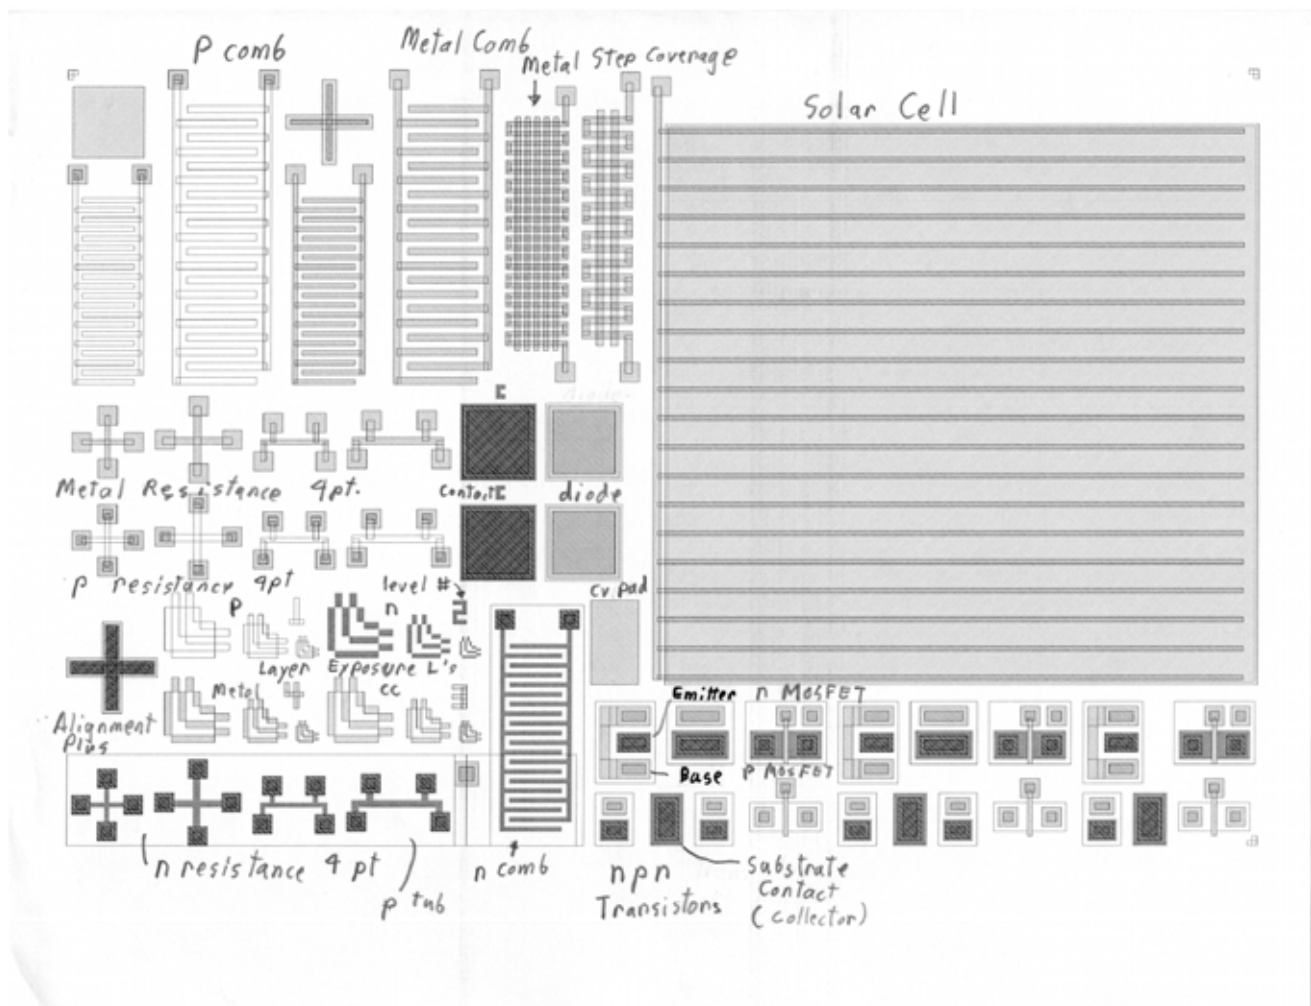 P comb
Metal Comb
Metal Step Coverage
Solar Cell
Metal Resistance 4pt.
Contact
diode
P resistance 4pt
level #
Cv pad
P
n
Layer Exposure L's
Metal
cc
Alignment
Plus
Emitter
n MOSFET
Base
P MOSFET
n resistance 4 pt
P tub
n comb
npn
Transistors
Substrate
Contact
(collector)